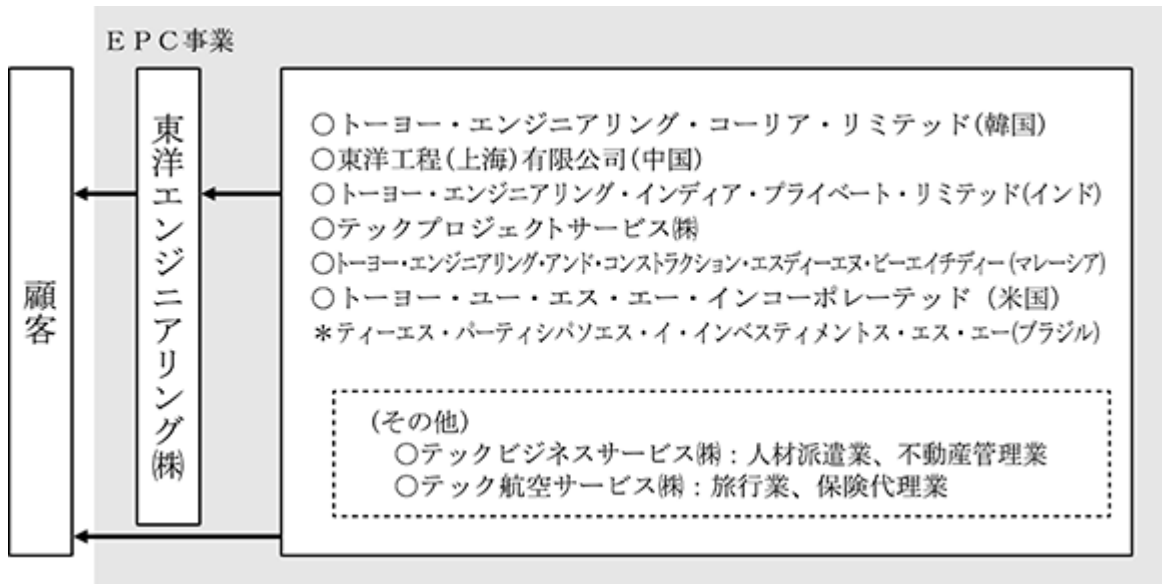 ＥＰＣ事業
顧客
東洋エンジニアリング㈱
○トーヨー・エンジニアリング・コーリア・リミテッド(韓国)
○東洋工程(上海)有限公司(中国)
○トーヨー・エンジニアリング・インディア・プライベート・リミテッド(インド)
○テックプロジェクトサービス㈱
○トーヨー・エンジニアリング・アンド・コンストラクション・エスディーエヌ・ビーエイチディー(マレーシア)
○トーヨー・ユー・エス・エー・インコーポレーテッド（米国）
＊ティーエス・パーティシパソエス・イ・インベスティメントス・エス・エー(ブラジル)
(その他)
○テックビジネスサービス㈱：人材派遣業、不動産管理業
○テック航空サービス㈱：旅行業、保険代理業